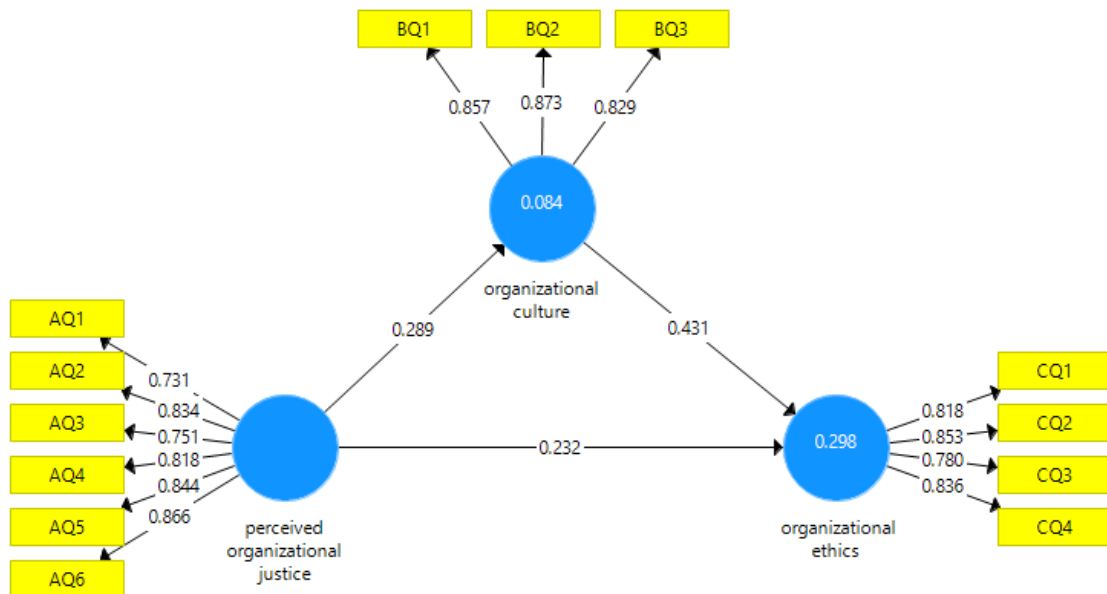 BQ1
BQ2
BQ3
0.857
0.873
0.829
0.084
organizational
culture
0.289
0.431
AQ1
AQ2
AQ3
AQ4
AQ5
AQ6
0.731
0.834
0.751
0.818
0.844
0.866
perceived
organizational
justice
0.232
0.298
organizational
ethics
0.818
0.853
0.780
0.836
CQ1
CQ2
CQ3
CQ4